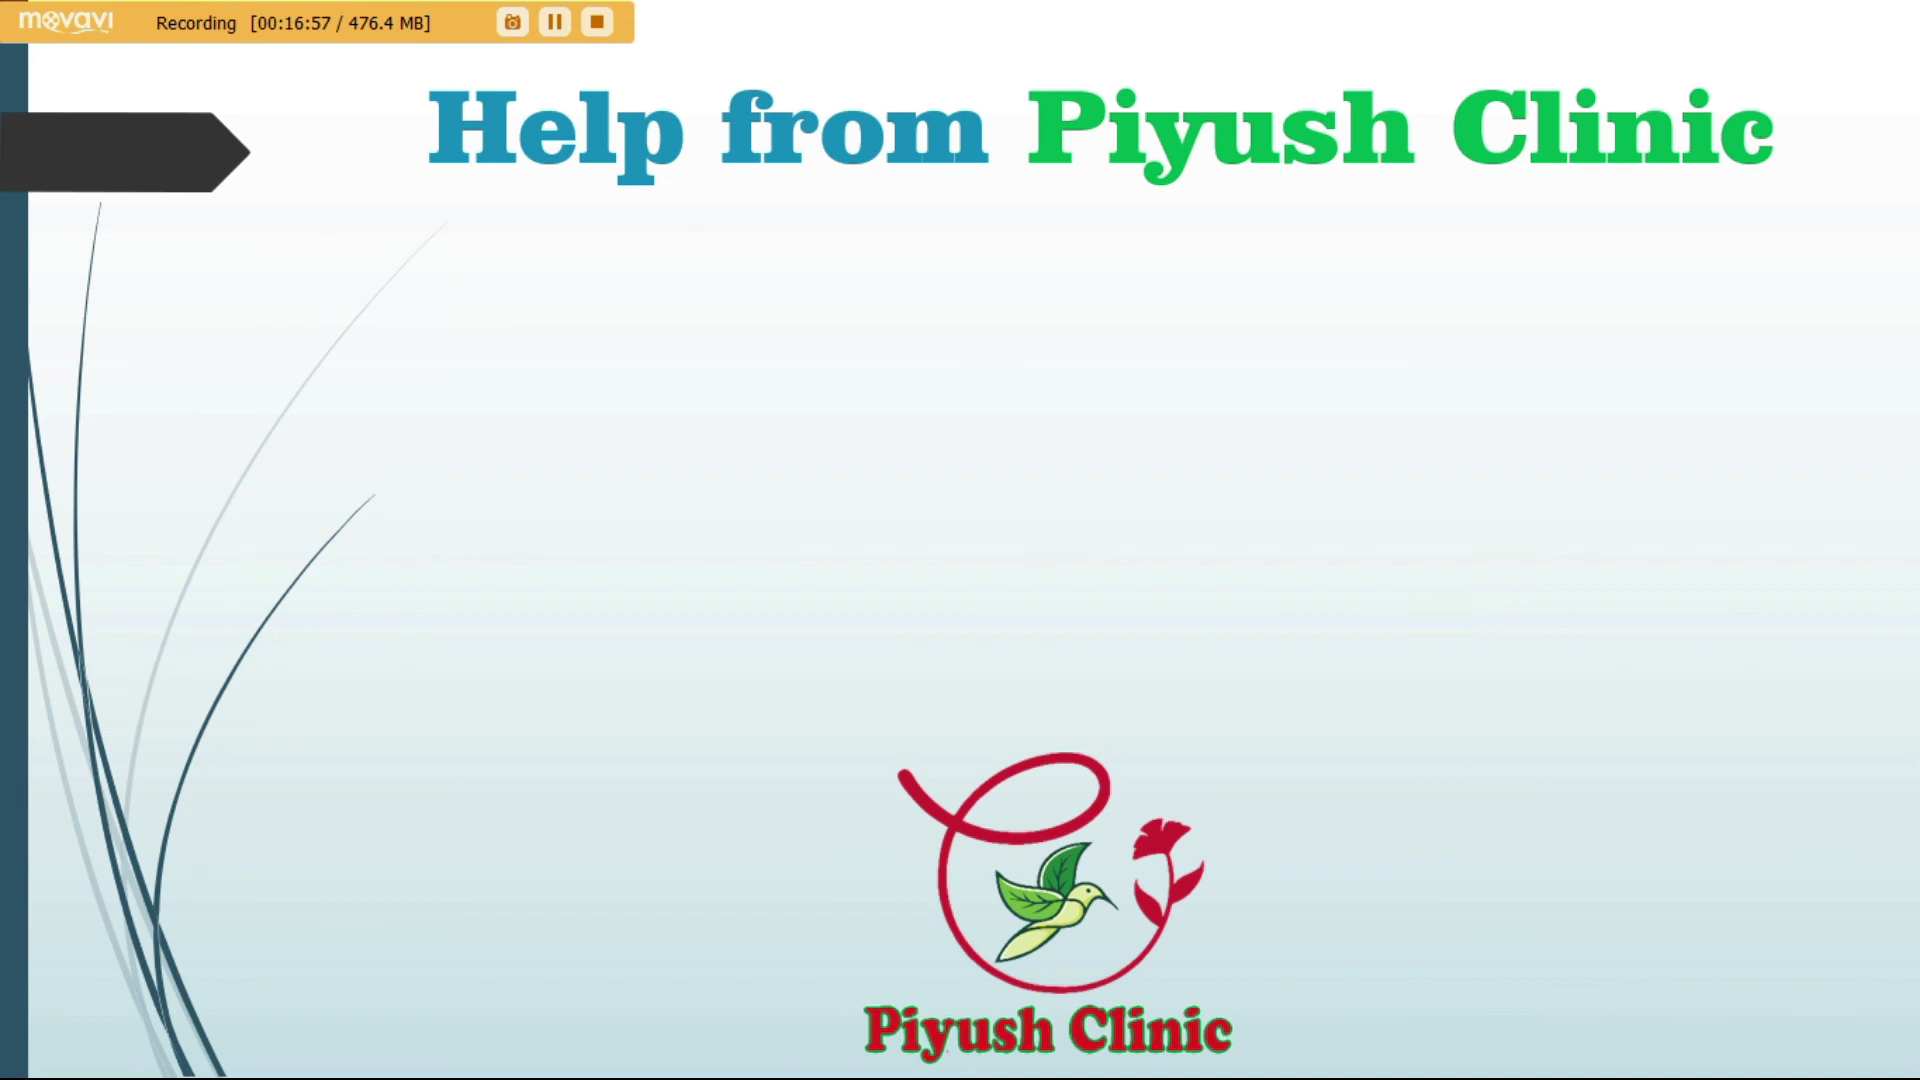 movavi Recording [00:16:57 / 476.4 MB]
Help from Piyush Clinic
Piyush Clinic